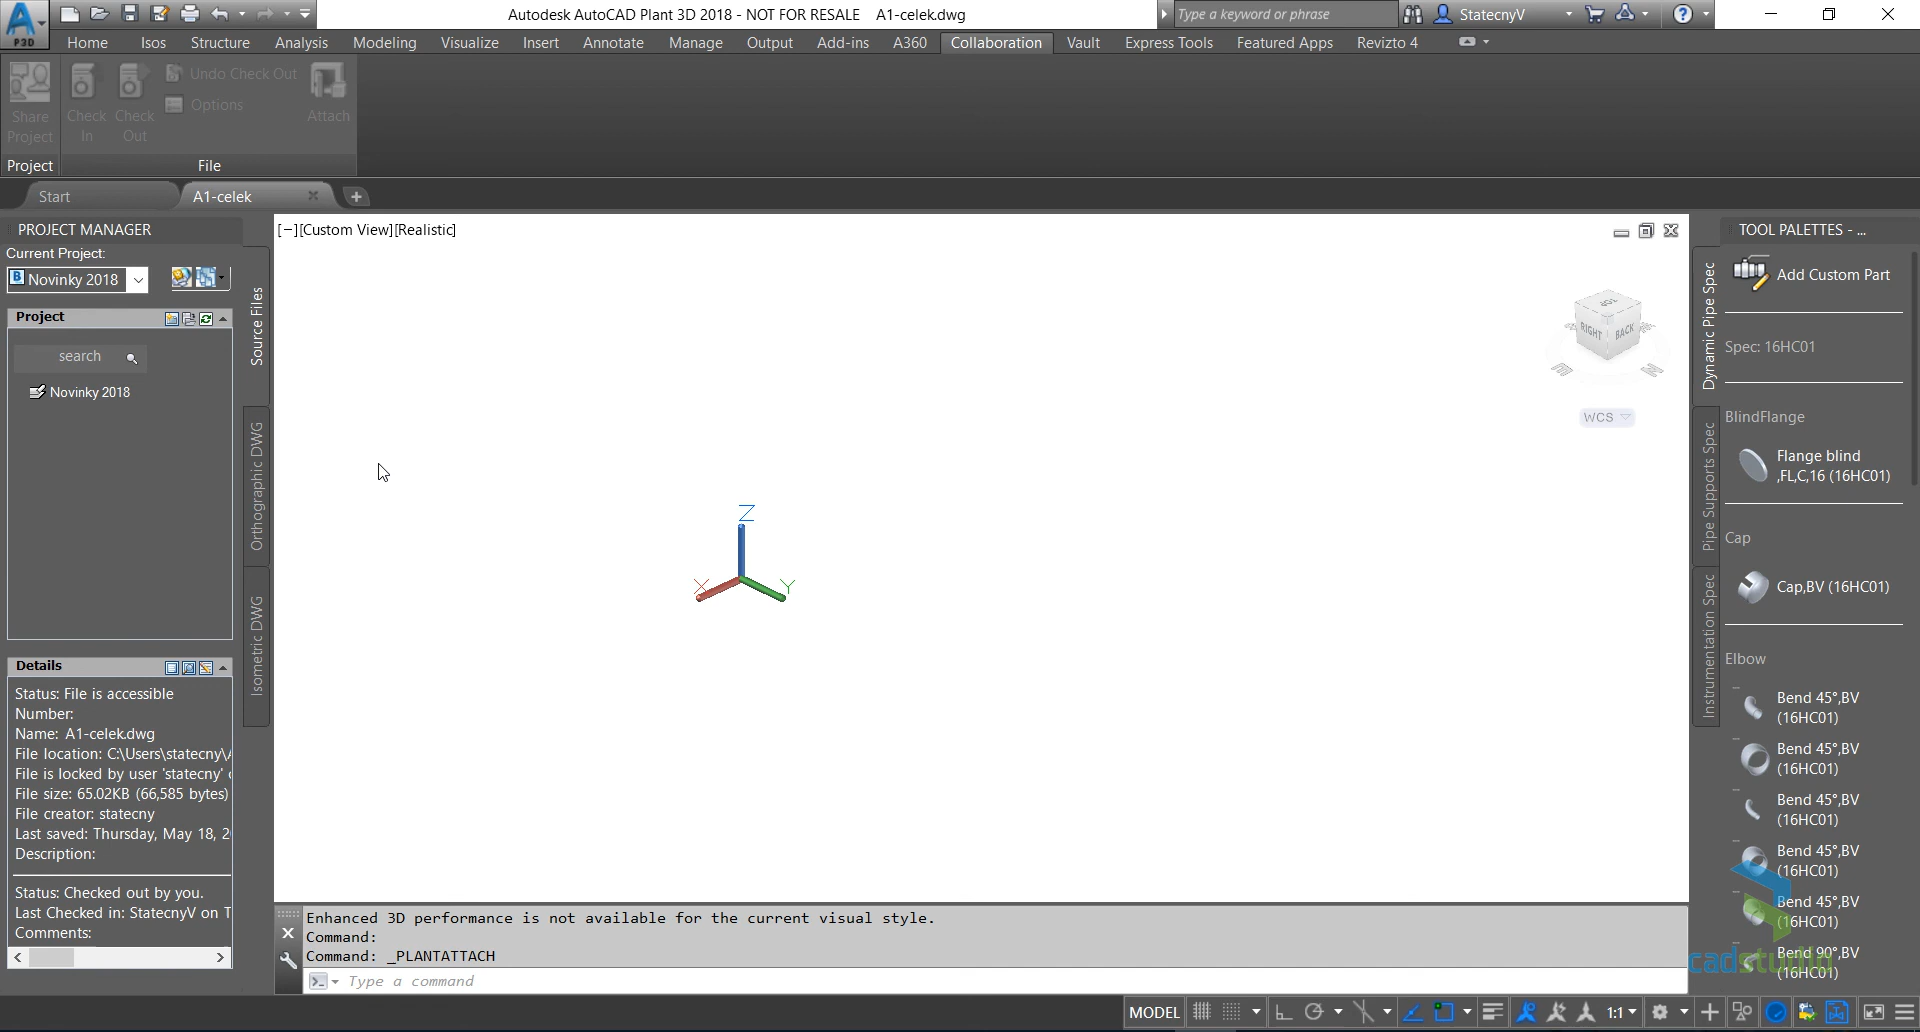 P3D
Autodesk AutoCAD Plant 3D 2018 - NOT FOR RESALE A1-celek.dwg
Type a keyword or phrase
StatecnyV
Home Isos Structure Analysis Modeling Visualize Insert Annotate Manage Output Add-ins A360 Collaboration Vault Express Tools Featured Apps Revizto 4
Share
Project
Check
In
Check
Out
Undo Check Out
Options
Attach
Project
File
Start
A1-celek
PROJECT MANAGER
Current Project:
Novinky 2018
Project
search
Novinky 2018
Source Files
Orthographic DWG
Isometric DWG
Details
Status: File is accessible
Number:
Name: A1-celek.dwg
File location: C:\Users\statecny\
File is locked by user 'statecny'
File size: 65.02KB (66,585 bytes)
File creator: statecny
Last saved: Thursday, May 18, 2
Description:
Status: Checked out by you.
Last Checked in: StatecnyV on T
Comments:
[−][Custom View][Realistic]
TOP
RIGHT
BACK
E
N
WCS
Z
X
Y
Enhanced 3D performance is not available for the current visual style.
Command:
Command: _PLANTATTACH
Type a command
TOOL PALETTES - ...
Dynamic Pipe Spec
Pipe Supports Spec
Instrumentation Spec
Add Custom Part
Spec: 16HC01
BlindFlange
Flange blind
,FL,C,16 (16HC01)
Cap
Cap,BV (16HC01)
Elbow
Bend 45°,BV
(16HC01)
Bend 45°,BV
(16HC01)
Bend 45°,BV
(16HC01)
Bend 45°,BV
(16HC01)
Bend 45°,BV
(16HC01)
Bend 90°,BV
(16HC01)
cadstudio
MODEL
1:1